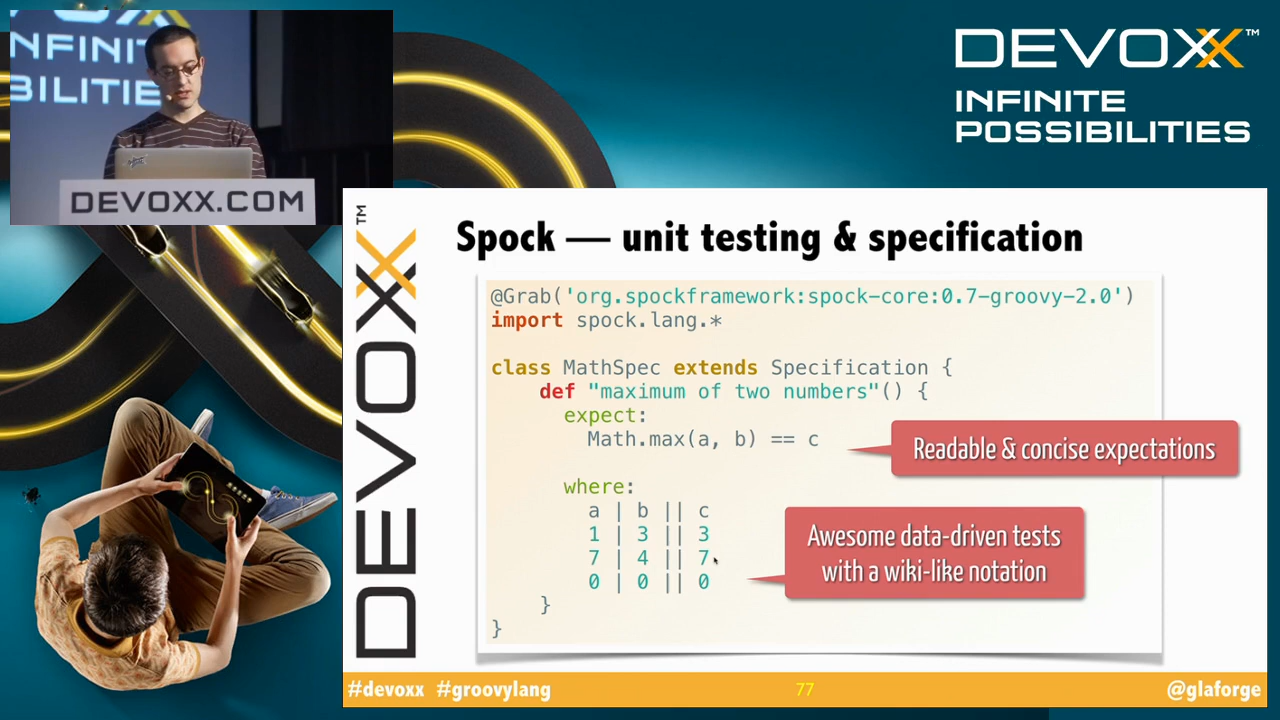 INFINI
BILITIE
DEVOXX.COM
DEVOXX™
INFINITE
POSSIBILITIES
DEVOXX™
Spock — unit testing & specification
@Grab('org.spockframework:spock-core:0.7-groovy-2.0')
import spock.lang.*
class MathSpec extends Specification {
def "maximum of two numbers"() {
expect:
Math.max(a, b) == c
Readable & concise expectations
where:
a | b || c
1 | 3 || 3
7 | 4 || 7
0 | 0 || 0
Awesome data-driven tests
with a wiki-like notation
}
}
#devoxx #groovylang
77
@glaforge